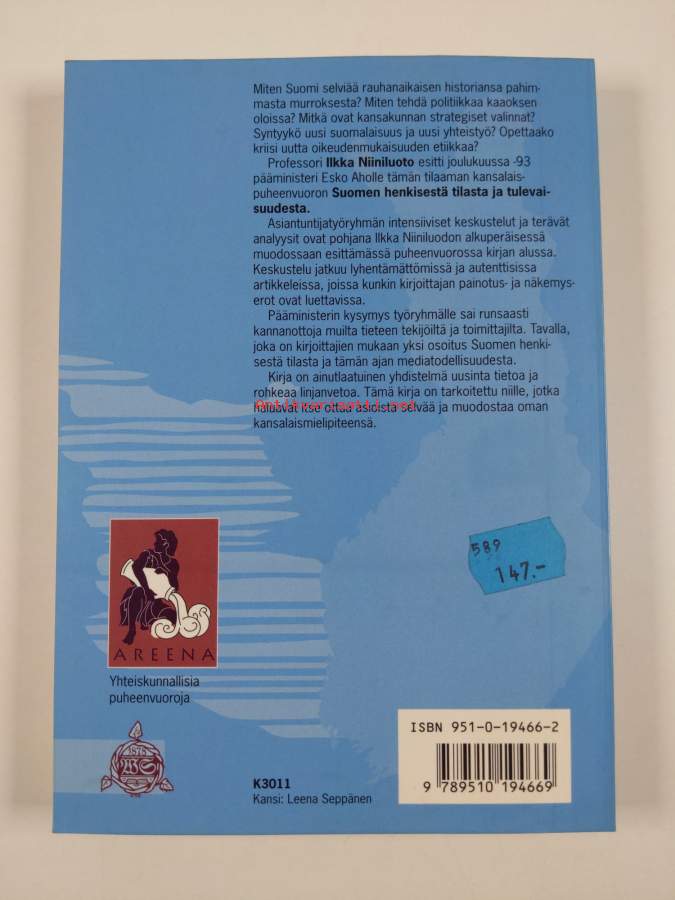 Miten Suomi selviää rauhanaikaisen historiansa pahim-
masta murroksesta? Miten tehdä politiikkaa kaaoksen
oloissa? Mitkä ovat kansakunnan strategiset valinnat?
Syntyykö uusi suomalaisuus ja uusi yhteistyö? Opettaako
kriisi uutta oikeudenmukaisuuden etiikkaa?
Professori Ilkka Niiniluoto esitti joulukuussa -93
pääministeri Esko Aholle tämän tilaaman kansalais-
puheenvuoron Suomen henkisestä tilasta ja tulevai-
suudesta.
Asiantuntijatyöryhmän intensiiviset keskustelut ja terävät
analyysit ovat pohjana Ilkka Niiniluodon alkuperäisessä
muodossaan esittämässä puheenvuorossa kirjan alussa.
Keskustelu jatkuu lyhentämättömissä ja autenttisissa
artikkeleissa, joissa kunkin kirjoittajan painotus- ja näkemys-
erot ovat luettavissa.
Pääministerin kysymys työryhmälle sai runsaasti
kannanottoja muilta tieteen tekijöiltä ja toimittajilta. Tavalla,
joka on kirjoittajien mukaan yksi osoitus Suomen henki-
sestä tilasta ja tämän ajan mediatodellisuudesta.
Kirja on ainutlaatuinen yhdistelmä uusinta tietoa ja
rohkeaa linjanvetoa. Tämä kirja on tarkoitettu niille, jotka
haluavat itse ottaa asioista selvää ja muodostaa oman
kansalaismielipiteensä.
Antikvariaatti.net
589
147.-
AREENA
Yhteiskunnallisia
puheenvuoroja
ISBN 951-0-19466-2
9 789510 194669
1878
WS
K3011
Kansi: Leena Seppänen